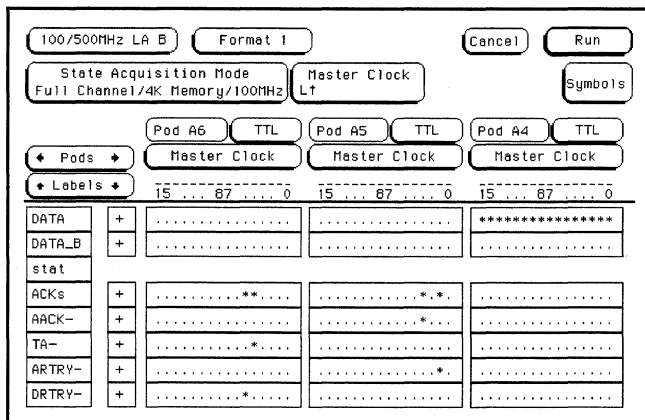 100/500MHz LA B Format 1 Cancel Run
State Acquisition Mode Master Clock Symbols
Full Channel/4K Memory/100MHz L↑
Pod A6 TTL Pod A5 TTL Pod A4 TTL
← Pods → Master Clock Master Clock Master Clock
↑ Labels ↓ 15 ... 87 .... 0 15 ... 87 .... 0 15 ... 87 .... 0
DATA + ................ ................ ****************
DATA_B + ................ ................ ................
stat
ACKs + ..........**.... ............*.*. ................
AACK- + ................ ............*... ................
TA- + ...........*.... ................ ................
ARTRY- + ................ ..............*. ................
DRTRY- + ..........*..... ................ ................